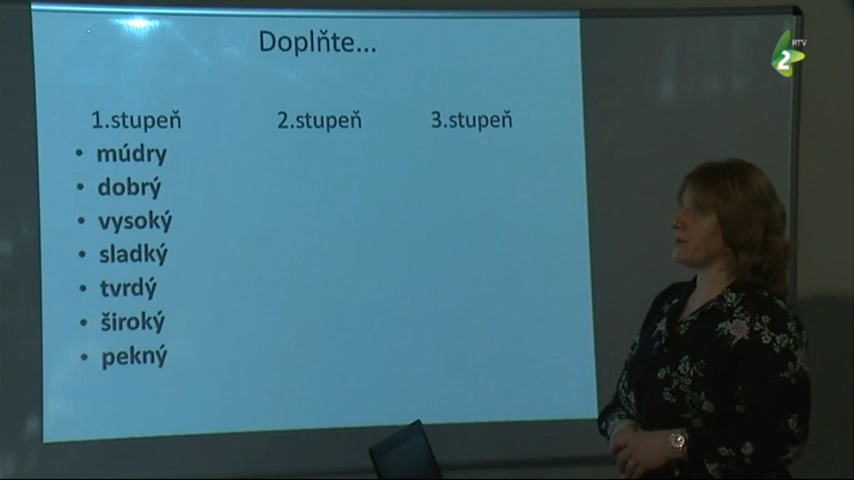 Doplňte...
1.stupeň 2.stupeň 3.stupeň
• múdry
• dobrý
• vysoký
• sladký
• tvrdý
• široký
• pekný
RTV
2